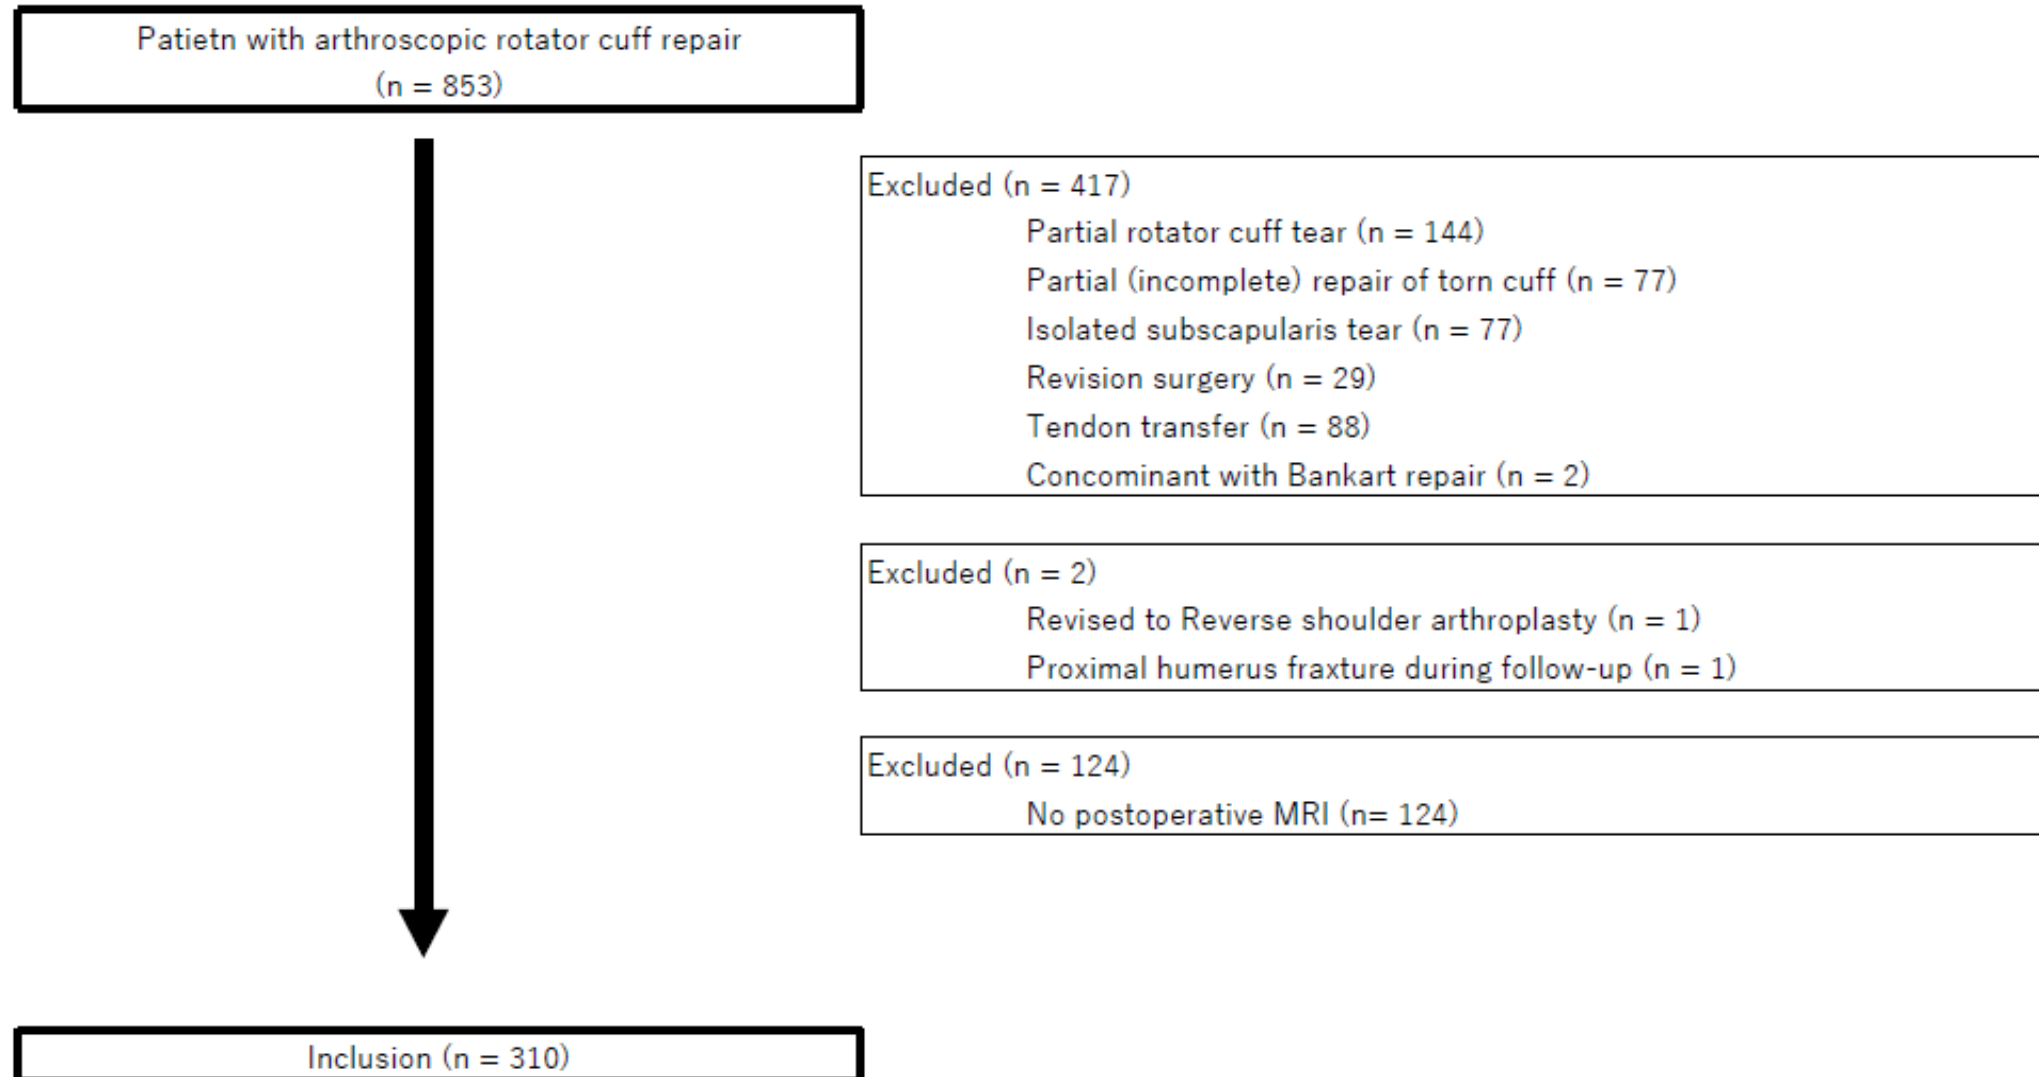 Patietn with arthroscopic rotator cuff repair
(n = 853)
Excluded (n = 417)
Partial rotator cuff tear (n = 144)
Partial (incomplete) repair of torn cuff (n = 77)
Isolated subscapularis tear (n = 77)
Revision surgery (n = 29)
Tendon transfer (n = 88)
Concominant with Bankart repair (n = 2)
Excluded (n = 2)
Revised to Reverse shoulder arthroplasty (n = 1)
Proximal humerus fraxture during follow-up (n = 1)
Excluded (n = 124)
No postoperative MRI (n= 124)
Inclusion (n = 310)